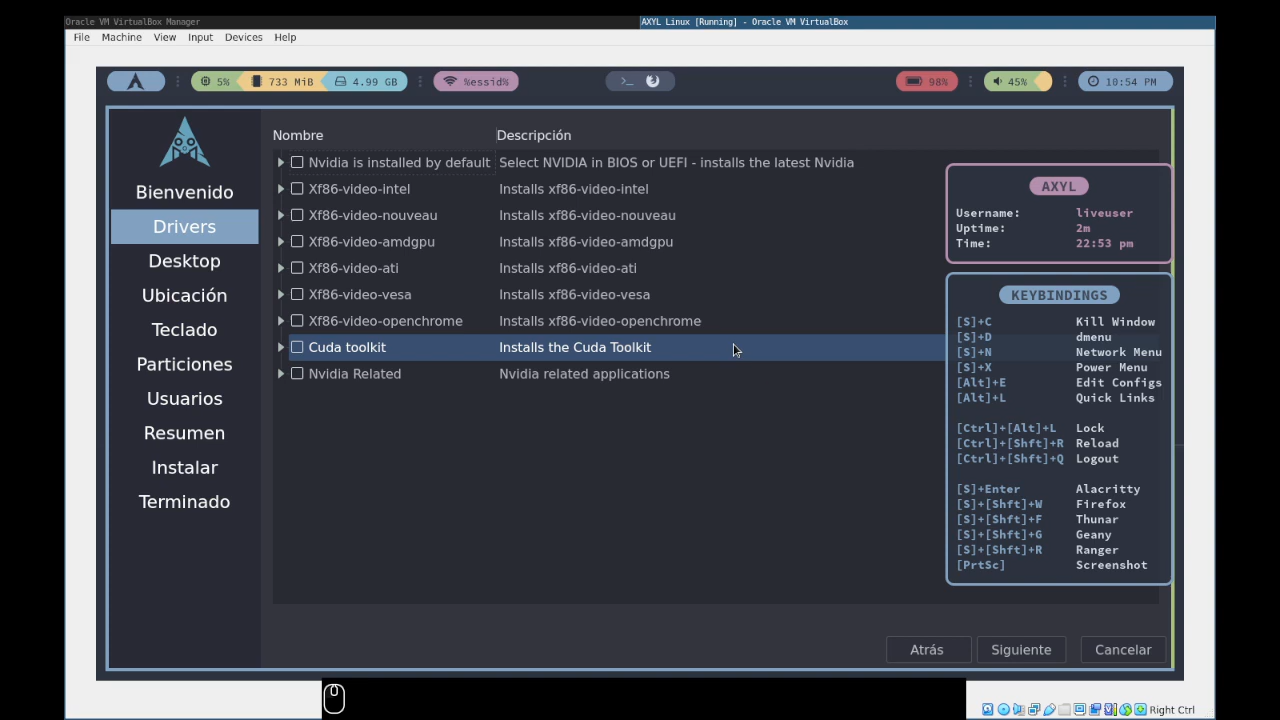 Oracle VM VirtualBox Manager
AXYL Linux [Running] - Oracle VM VirtualBox
File Machine View Input Devices Help
5% 733 MiB 4.99 GB %essid% >_ 98% 45% 10:54 PM
Nombre Descripción
Nvidia is installed by default Select NVIDIA in BIOS or UEFI - installs the latest Nvidia
Xf86-video-intel Installs xf86-video-intel
Xf86-video-nouveau Installs xf86-video-nouveau
Xf86-video-amdgpu Installs xf86-video-amdgpu
Xf86-video-ati Installs xf86-video-ati
Xf86-video-vesa Installs xf86-video-vesa
Xf86-video-openchrome Installs xf86-video-openchrome
Cuda toolkit Installs the Cuda Toolkit
Nvidia Related Nvidia related applications
Bienvenido
Drivers
Desktop
Ubicación
Teclado
Particiones
Usuarios
Resumen
Instalar
Terminado
AXYL
Username: liveuser
Uptime: 2m
Time: 22:53 pm
KEYBINDINGS
[S]+C Kill Window
[S]+D dmenu
[S]+N Network Menu
[S]+X Power Menu
[Alt]+E Edit Configs
[Alt]+L Quick Links
[Ctrl]+[Alt]+L Lock
[Ctrl]+[Shft]+R Reload
[Ctrl]+[Shft]+Q Logout
[S]+Enter Alacritty
[S]+[Shft]+W Firefox
[S]+[Shft]+F Thunar
[S]+[Shft]+G Geany
[S]+[Shft]+R Ranger
[PrtSc] Screenshot
Atrás Siguiente Cancelar
Right Ctrl